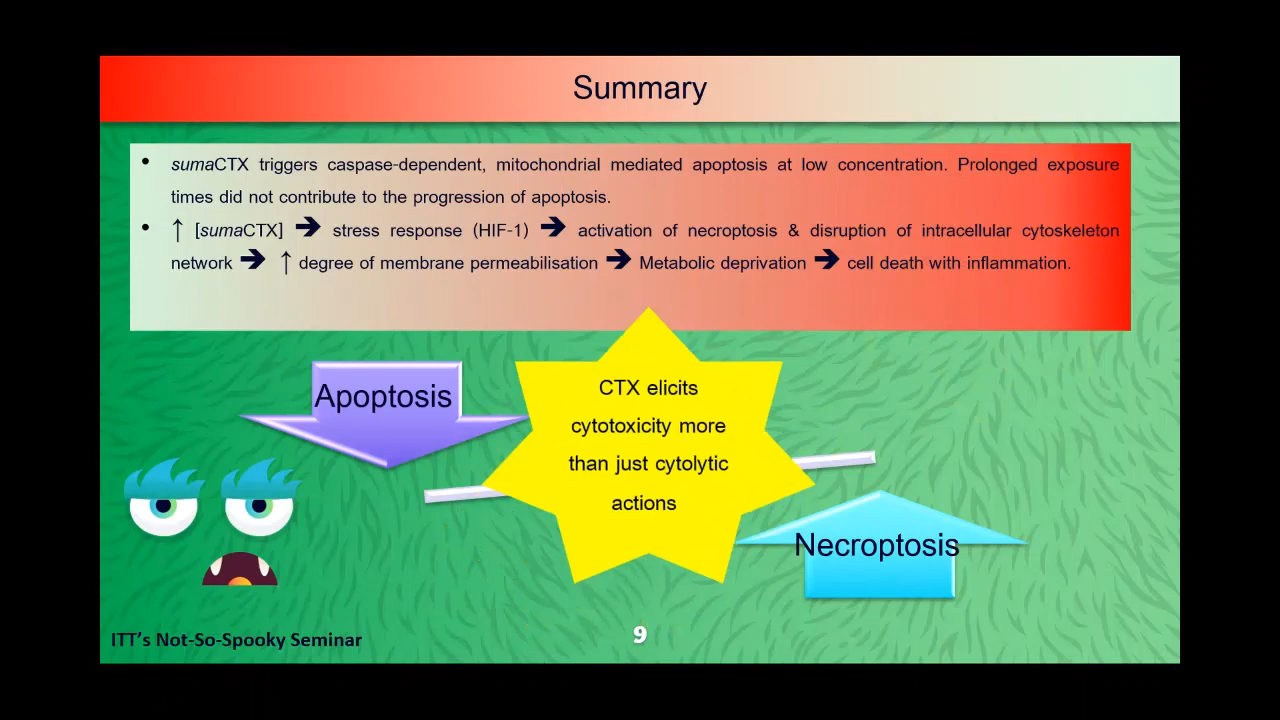 Summary
• sumaCTX triggers caspase-dependent, mitochondrial mediated apoptosis at low concentration. Prolonged exposure
times did not contribute to the progression of apoptosis.
• ↑ [sumaCTX] ➔ stress response (HIF-1) ➔ activation of necroptosis & disruption of intracellular cytoskeleton
network ➔ ↑ degree of membrane permeabilisation ➔ Metabolic deprivation ➔ cell death with inflammation.
Apoptosis
CTX elicits
cytotoxicity more
than just cytolytic
actions
Necroptosis
ITT's Not-So-Spooky Seminar
9